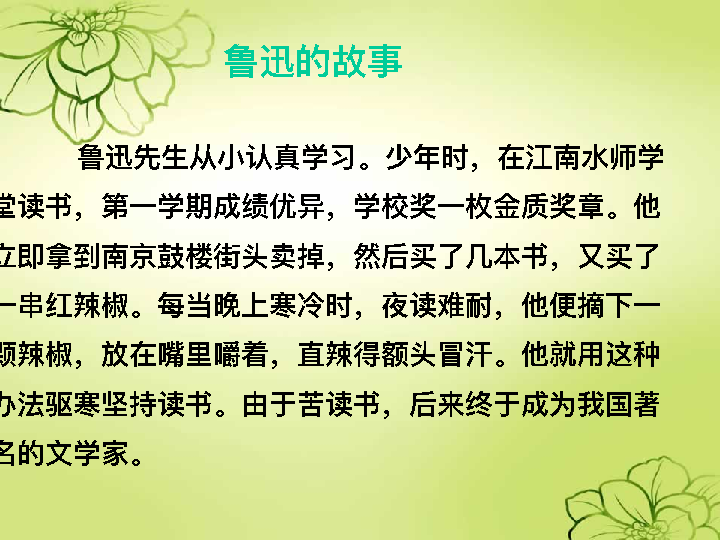 鲁迅的故事
鲁迅先生从小认真学习。少年时，在江南水师学
堂读书，第一学期成绩优异，学校奖一枚金质奖章。他
立即拿到南京鼓楼街头卖掉，然后买了几本书，又买了
一串红辣椒。每当晚上寒冷时，夜读难耐，他便摘下一
颗辣椒，放在嘴里嚼着，直辣得额头冒汗。他就用这种
办法驱寒坚持读书。由于苦读书，后来终于成为我国著
名的文学家。